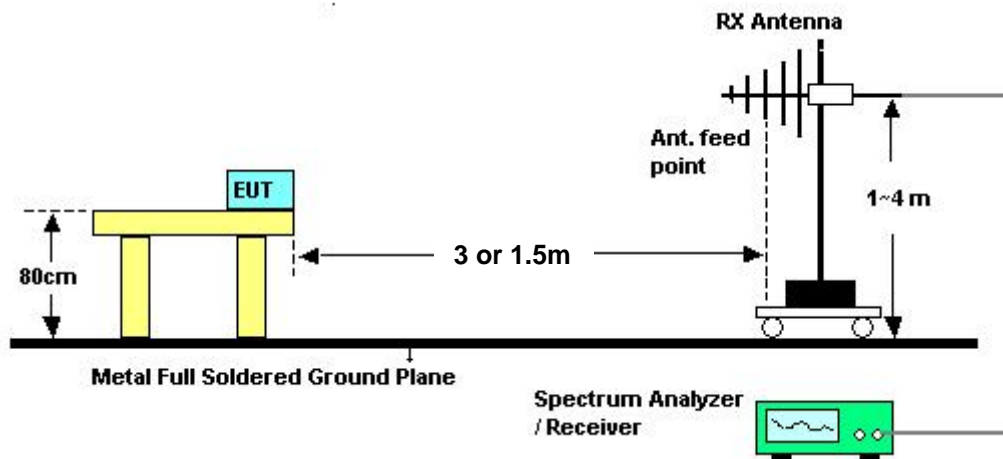 RX Antenna
Ant. feed
point
EUT
1~4 m
3 or 1.5m
80cm
Metal Full Soldered Ground Plane
Spectrum Analyzer
/ Receiver